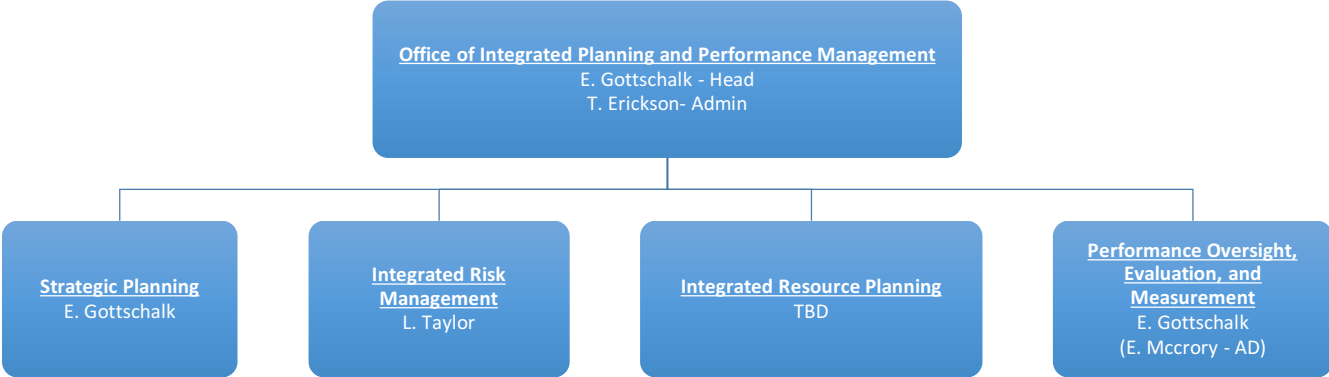 Office of Integrated Planning and Performance Management
E. Gottschalk - Head
T. Erickson- Admin
Strategic Planning
E. Gottschalk
Integrated Risk
Management
L. Taylor
Integrated Resource Planning
TBD
Performance Oversight,
Evaluation, and
Measurement
E. Gottschalk
(E. Mccrory - AD)